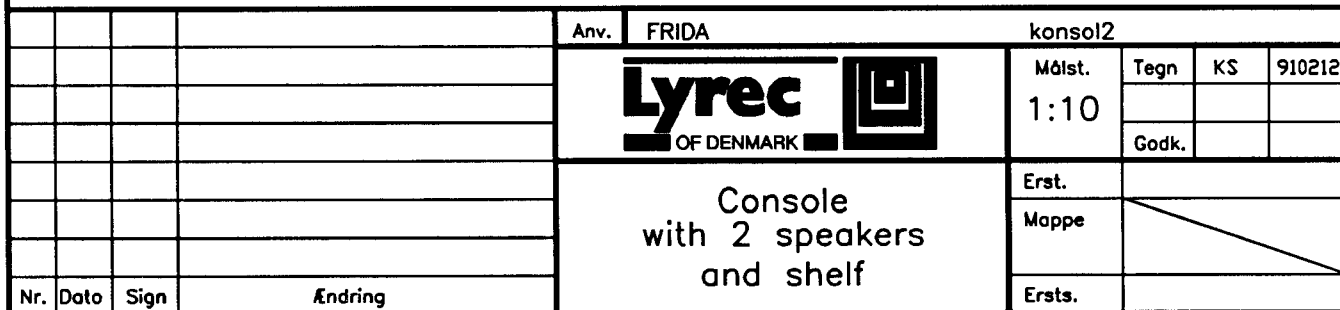 Anv. FRIDA konsol2
Lyrec
OF DENMARK
Målst. Tegn KS 910212
1:10
Godk.
Console
with 2 speakers
and shelf
Erst.
Mappe
Ersts.
Nr. Dato Sign Ændring